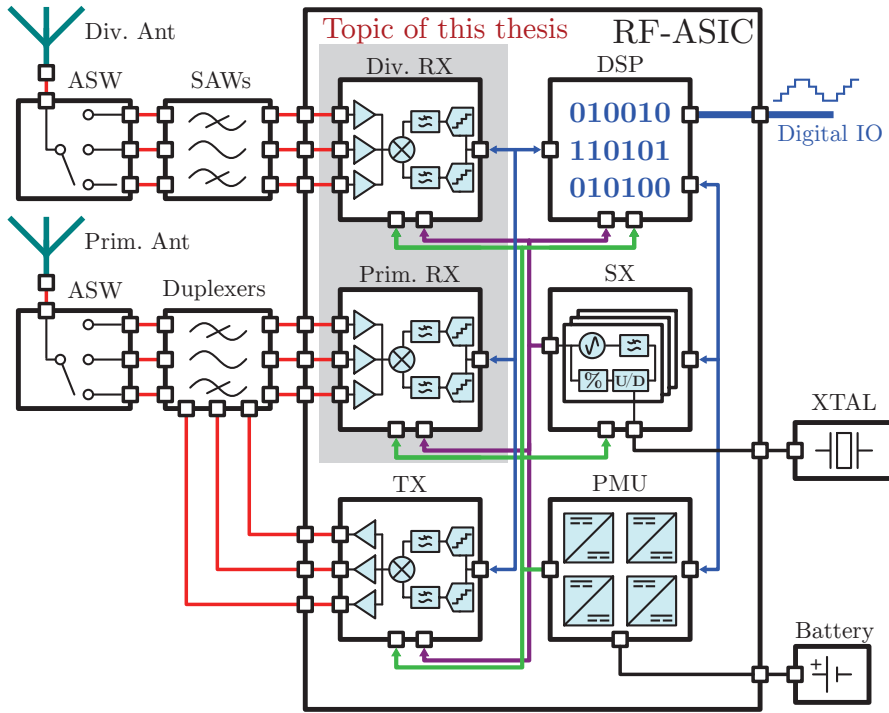 Topic of this thesis
RF-ASIC
Div. Ant
ASW
SAWs
Div. RX
DSP
010010
110101
010100
Digital IO
Prim. Ant
ASW
Duplexers
Prim. RX
SX
%
U/D
XTAL
TX
PMU
Battery
+